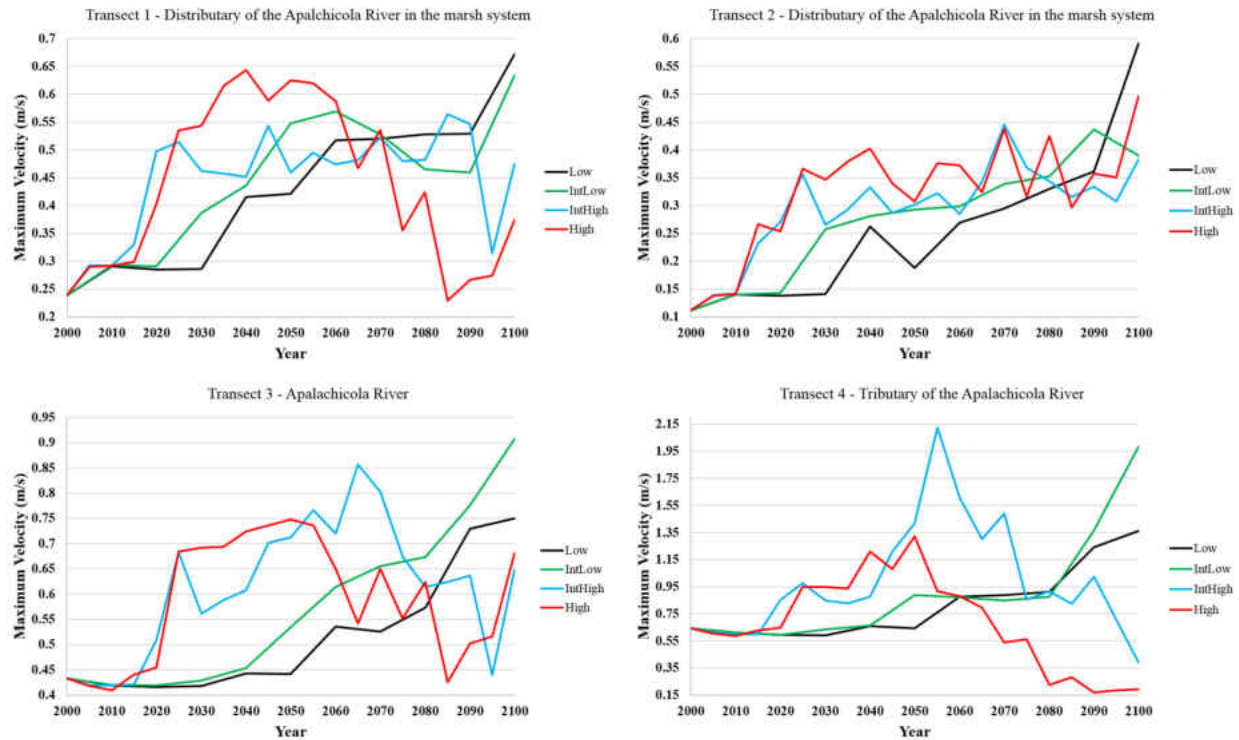 Transect 1 - Distributary of the Apalchicola River in the marsh system
Maximum Velocity (m/s)
0.7
0.65
0.6
0.55
0.5
0.45
0.4
0.35
0.3
0.25
0.2
2000 2010 2020 2030 2040 2050 2060 2070 2080 2090 2100
Year
Low
IntLow
IntHigh
High
Transect 2 - Distributary of the Apalchicola River in the marsh system
Maximum Velocity (m/s)
0.6
0.55
0.5
0.45
0.4
0.35
0.3
0.25
0.2
0.15
0.1
2000 2010 2020 2030 2040 2050 2060 2070 2080 2090 2100
Year
Low
IntLow
IntHigh
High
Transect 3 - Apalachicola River
Maximum Velocity (m/s)
0.95
0.9
0.85
0.8
0.75
0.7
0.65
0.6
0.55
0.5
0.45
0.4
2000 2010 2020 2030 2040 2050 2060 2070 2080 2090 2100
Year
Low
IntLow
IntHigh
High
Transect 4 - Tributary of the Apalachicola River
Maximum Velocity (m/s)
2.15
1.95
1.75
1.55
1.35
1.15
0.95
0.75
0.55
0.35
0.15
2000 2010 2020 2030 2040 2050 2060 2070 2080 2090 2100
Year
Low
IntLow
IntHigh
High